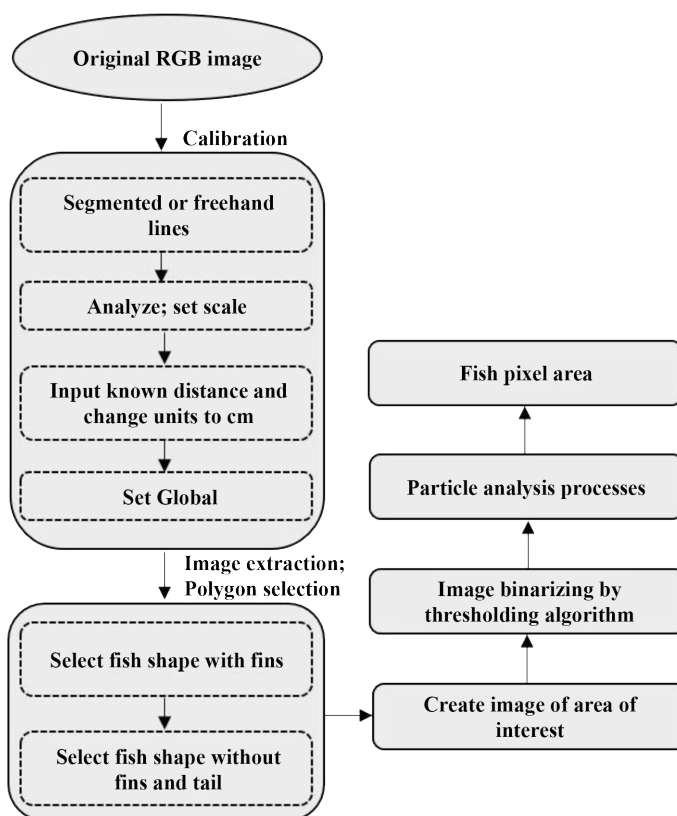 Original RGB image
Calibration
Segmented or freehand
lines
Analyze; set scale
Input known distance and
change units to cm
Set Global
Image extraction;
Polygon selection
Select fish shape with fins
Select fish shape without
fins and tail
Create image of area of
interest
Image binarizing by
thresholding algorithm
Particle analysis processes
Fish pixel area